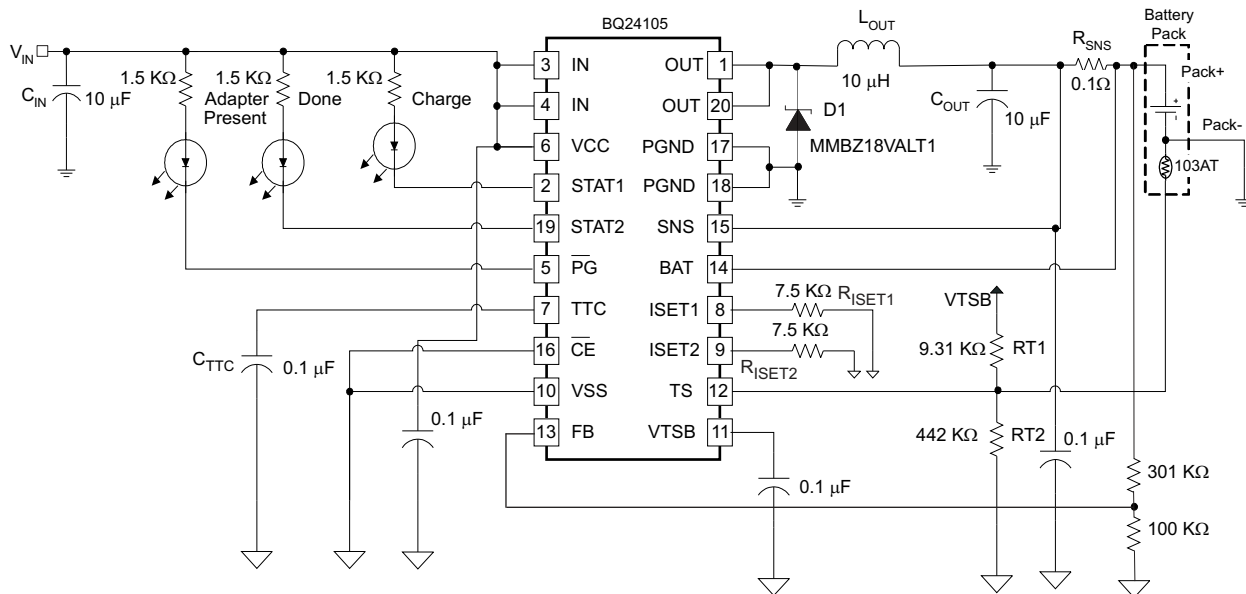 BQ24105
V_IN
C_IN
10 μF
1.5 KΩ
Adapter
Present
1.5 KΩ
Done
1.5 KΩ
Charge
3 IN
4 IN
6 VCC
2 STAT1
19 STAT2
5 PG
7 TTC
16 CE
10 VSS
13 FB
OUT 1
OUT 20
PGND 17
PGND 18
SNS 15
BAT 14
ISET1 8
ISET2 9
TS 12
VTSB 11
C_TTC
0.1 μF
0.1 μF
L_OUT
10 μH
D1
MMBZ18VALT1
C_OUT
10 μF
R_SNS
0.1Ω
Battery
Pack
Pack+
+
Pack-
103AT
7.5 KΩ
R_ISET1
7.5 KΩ
R_ISET2
VTSB
9.31 KΩ
RT1
442 KΩ
RT2
0.1 μF
0.1 μF
301 KΩ
100 KΩ